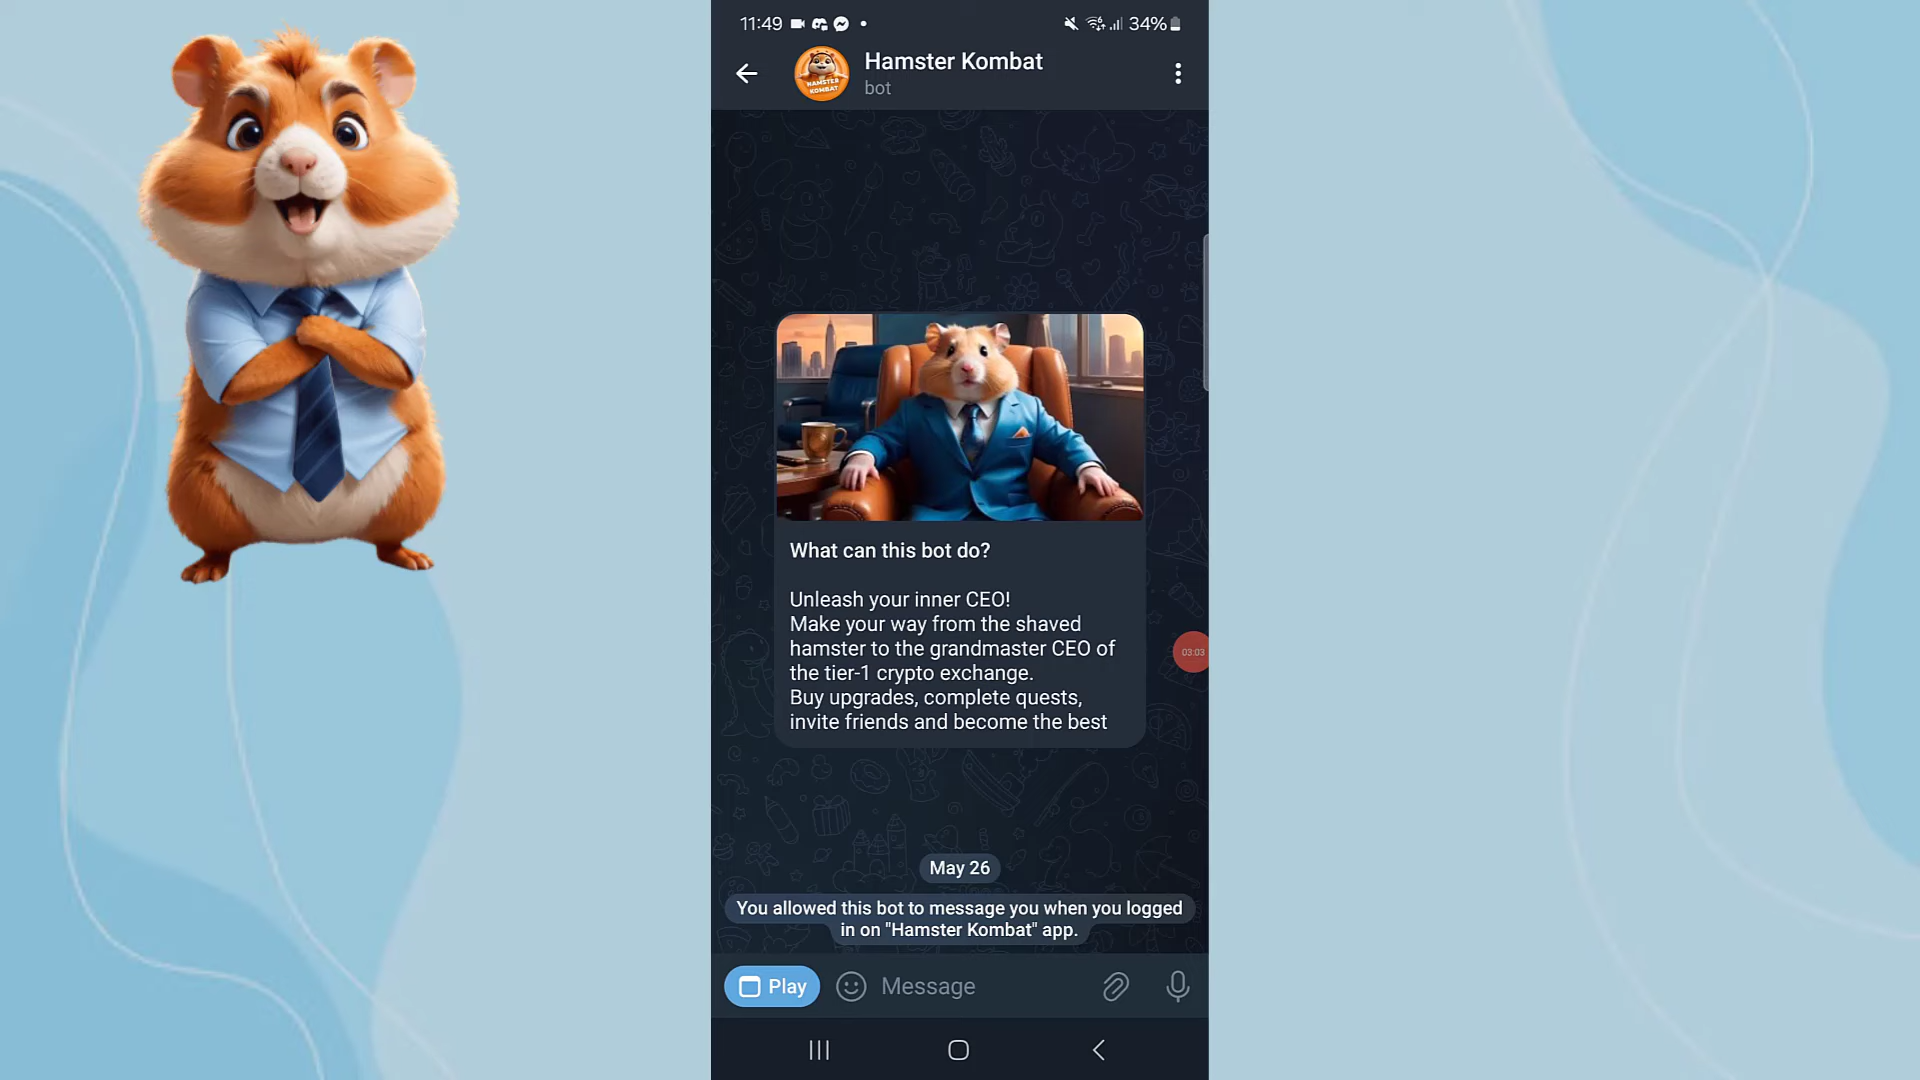 11:49
34%
Hamster Kombat
bot
HAMSTER
KOMBAT
What can this bot do?
Unleash your inner CEO!
Make your way from the shaved
hamster to the grandmaster CEO of
the tier-1 crypto exchange.
Buy upgrades, complete quests,
invite friends and become the best
03:03
May 26
You allowed this bot to message you when you logged
in on "Hamster Kombat" app.
Play
Message